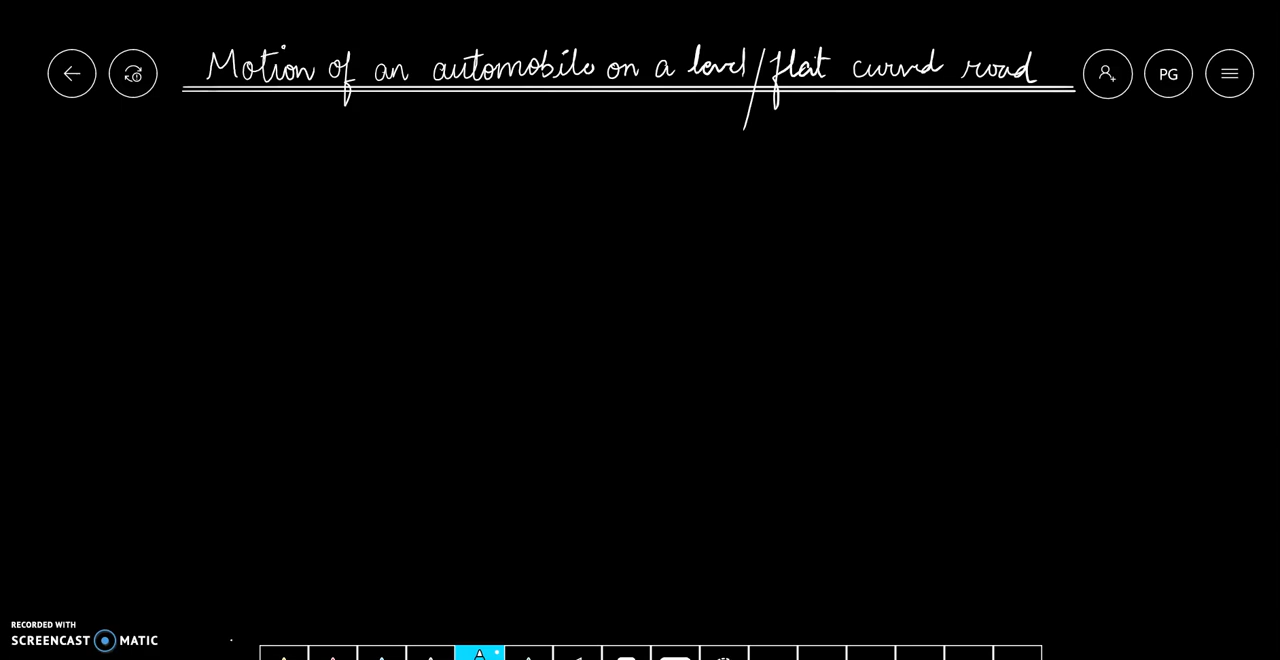 Motion of an automobile on a level/flat curved road
PG
RECORDED WITH
SCREENCAST MATIC